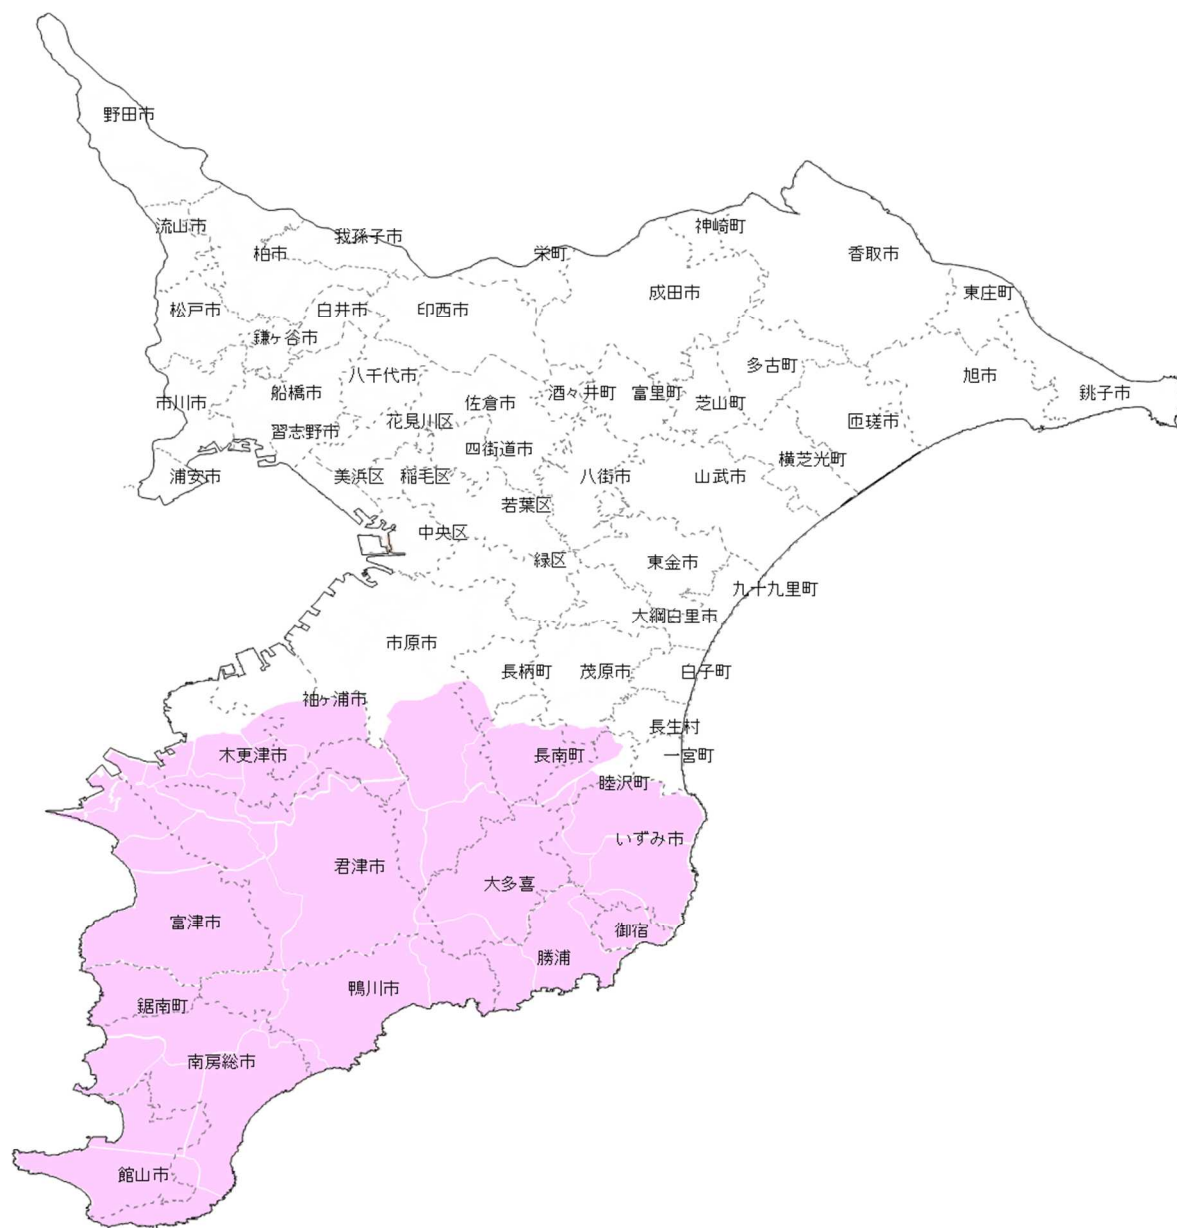 野田市
流山市
我孫子市
柏市
神崎町
栄町
香取市
成田市
東庄町
松戸市
白井市
印西市
鎌ヶ谷市
多古町
八千代市
旭市
船橋市
酒々井町
富里町
銚子市
市川市
佐倉市
芝山町
花見川区
匝瑳市
習志野市
四街道市
横芝光町
浦安市
美浜区
稲毛区
八街市
山武市
若葉区
中央区
緑区
東金市
九十九里町
大網白里市
市原市
長柄町
茂原市
白子町
袖ヶ浦市
長生村
木更津市
長南町
一宮町
睦沢町
いずみ市
君津市
大多喜
富津市
御宿
勝浦
鴨川市
鋸南町
南房総市
館山市